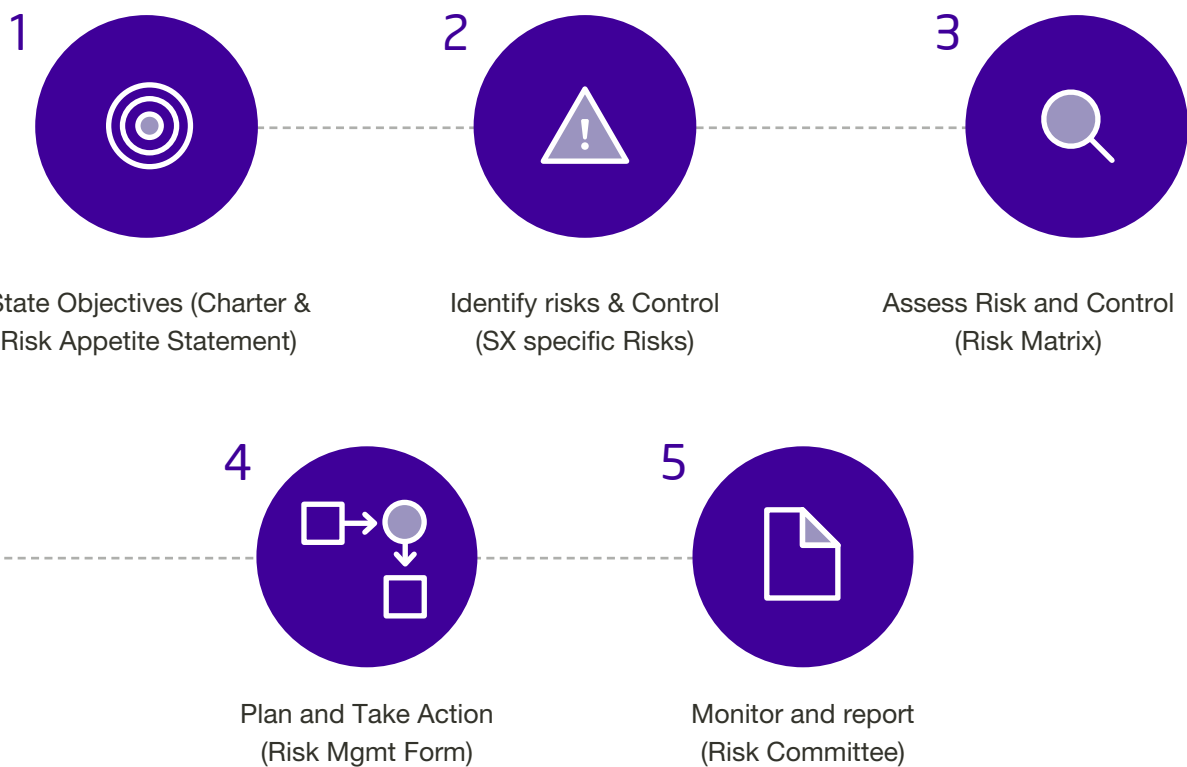 1
State Objectives (Charter &
Risk Appetite Statement)
2
!
Identify risks & Control
(SX specific Risks)
3
Assess Risk and Control
(Risk Matrix)
4
Plan and Take Action
(Risk Mgmt Form)
5
Monitor and report
(Risk Committee)